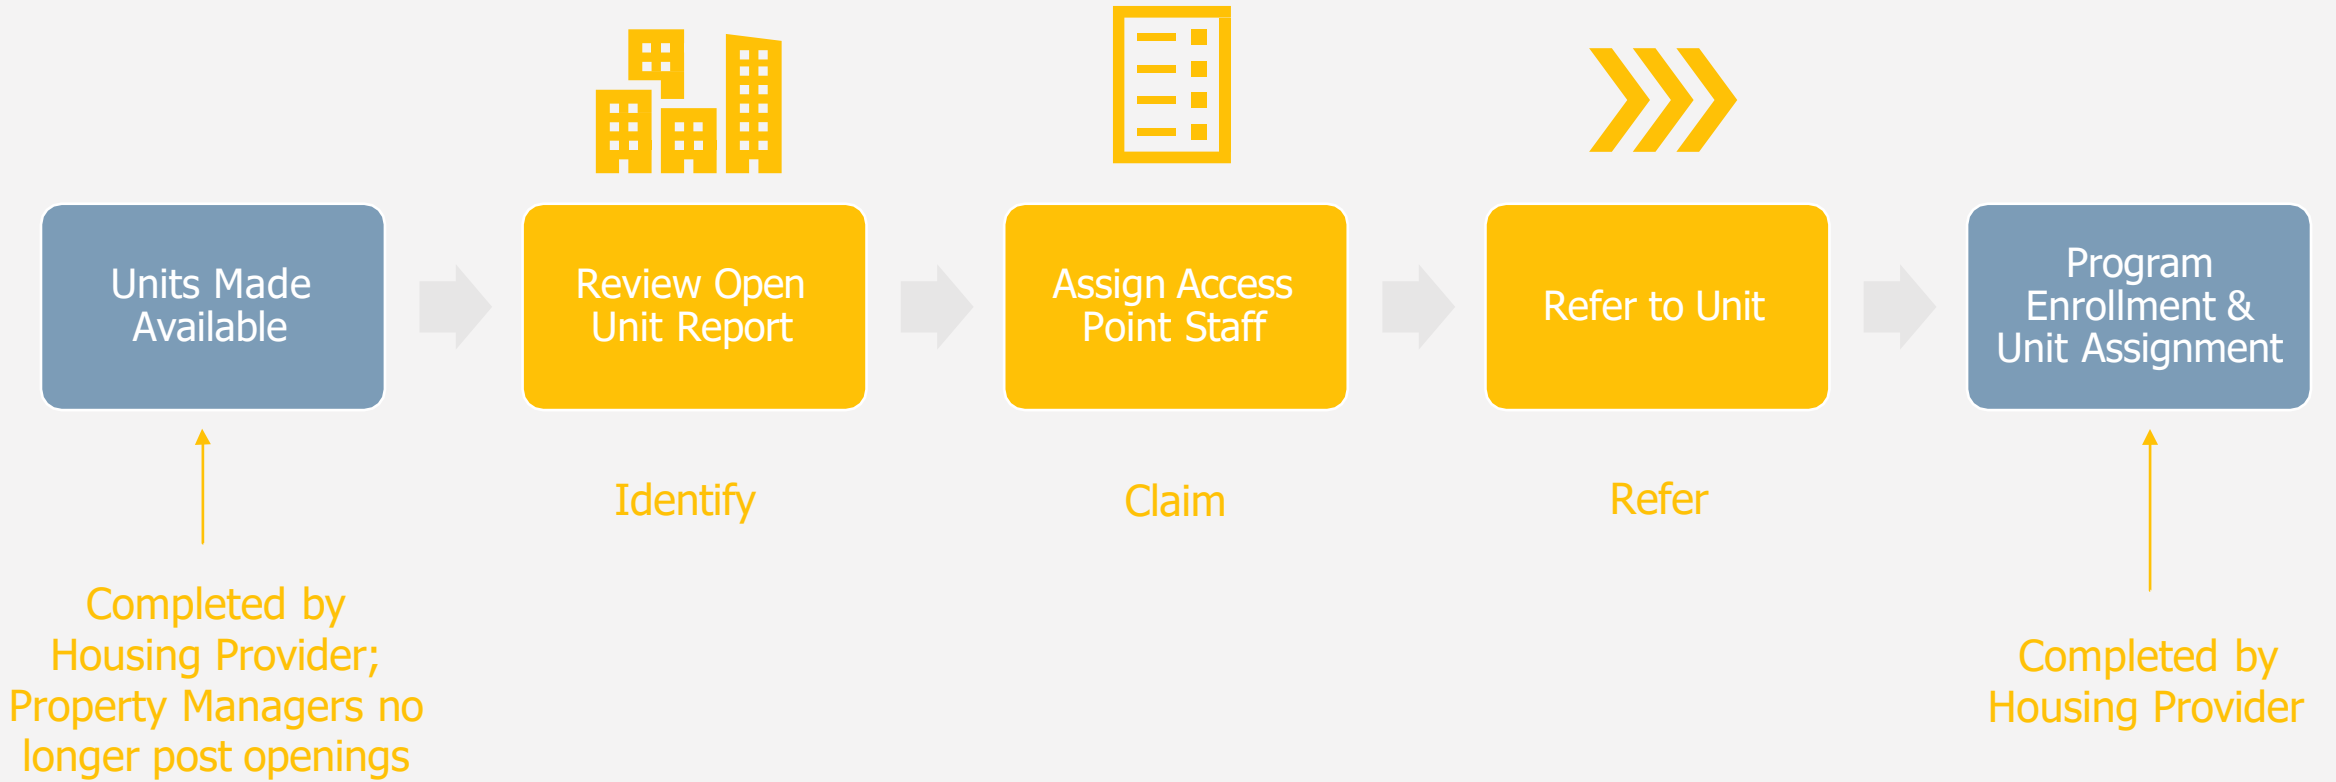 Units Made
Available
Review Open
Unit Report
Assign Access
Point Staff
Refer to Unit
Program
Enrollment &
Unit Assignment
Identify
Claim
Refer
Completed by
Housing Provider;
Property Managers no
longer post openings
Completed by
Housing Provider